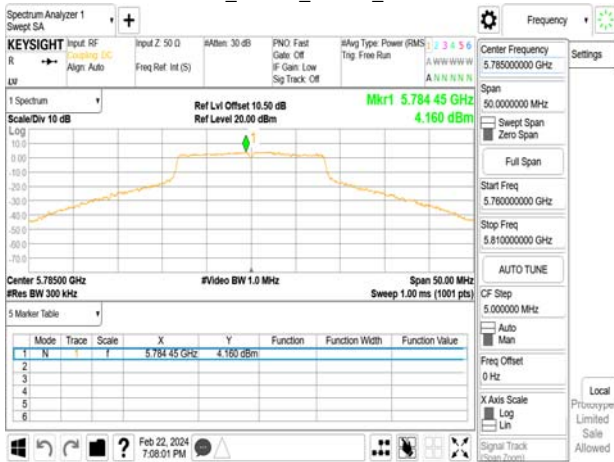 Spectrum Analyzer 1
Swept SA
Frequency
KEYSIGHT
R
Input: RF
Coupling: DC
Align: Auto
Input Z: 50 Ω
Freq Ref: Int (S)
#Atten: 30 dB
PNO: Fast
Gate: Off
IF Gain: Low
Sig Track: Off
#Avg Type: Power (RMS
Trig: Free Run
1 2 3 4 5 6
A W W W W W
A N N N N N
1 Spectrum
Scale/Div 10 dB
Ref Lvl Offset 10.50 dB
Ref Level 20.00 dBm
Mkr1 5.784 45 GHz
4.160 dBm
Log
10.0
0.00
-10.0
-20.0
-30.0
-40.0
-50.0
-60.0
-70.0
1
Center 5.78500 GHz
#Res BW 300 kHz
#Video BW 1.0 MHz
Span 50.00 MHz
Sweep 1.00 ms (1001 pts)
5 Marker Table
Mode Trace Scale X Y Function Function Width Function Value
1 N 1 f 5.784 45 GHz 4.160 dBm
2
3
4
5
6
Feb 22, 2024
7:08:01 PM
Center Frequency
5.785000000 GHz
Settings
Span
50.0000000 MHz
Swept Span
Zero Span
Full Span
Start Freq
5.760000000 GHz
Stop Freq
5.810000000 GHz
AUTO TUNE
CF Step
5.000000 MHz
Auto
Man
Freq Offset
0 Hz
X Axis Scale
Log
Lin
Signal Track
(Span Zoom)
Local
Prototype
Limited
Sale
Allowed